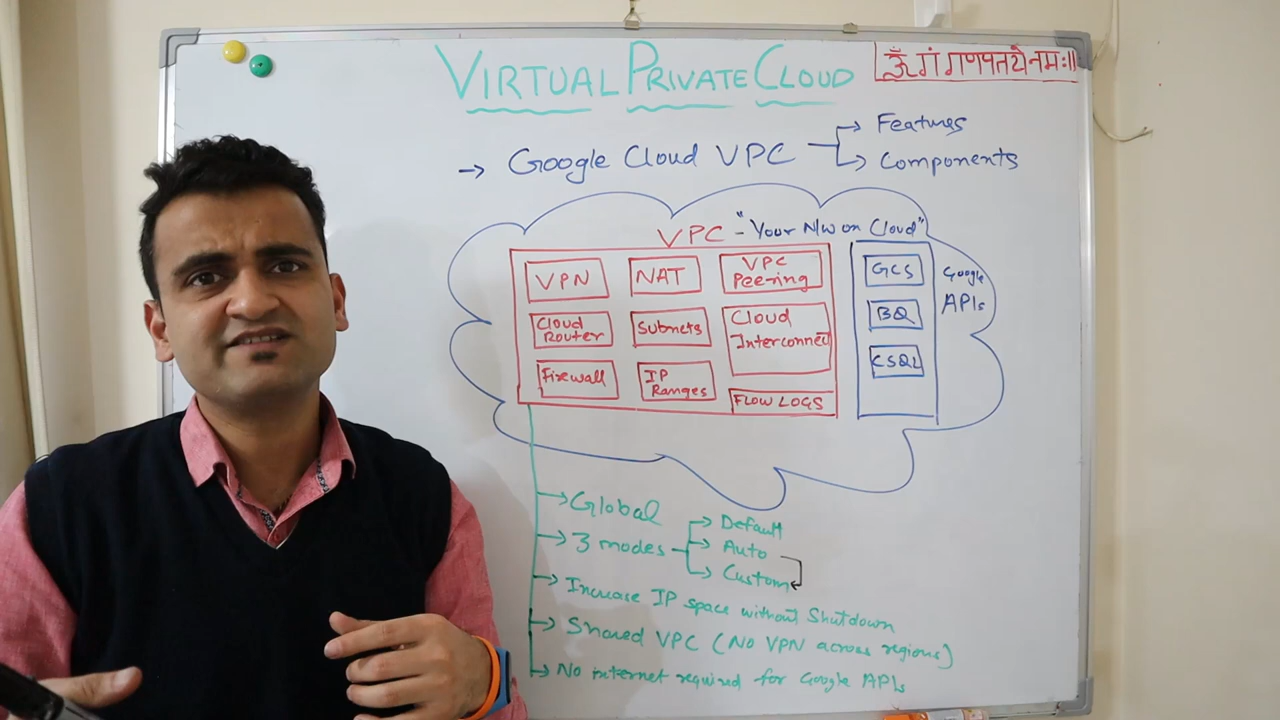 VIRTUAL PRIVATE CLOUD
ॐ गं गणपतये नमः॥
→ Google Cloud VPC
→ Features
→ Components
VPC - "Your N/w on Cloud"
VPN
NAT
VPC
Peering
Cloud
Router
Subnets
Cloud
Interconnect
Firewall
IP
Ranges
FLOW LOGS
GCS
BQ
CSQL
Google
APIs
→ Global
→ 3 modes
→ Default
→ Auto
→ Custom
→ Increase IP space without Shutdown
→ Shared VPC (No VPN across regions)
→ No internet required for Google APIs